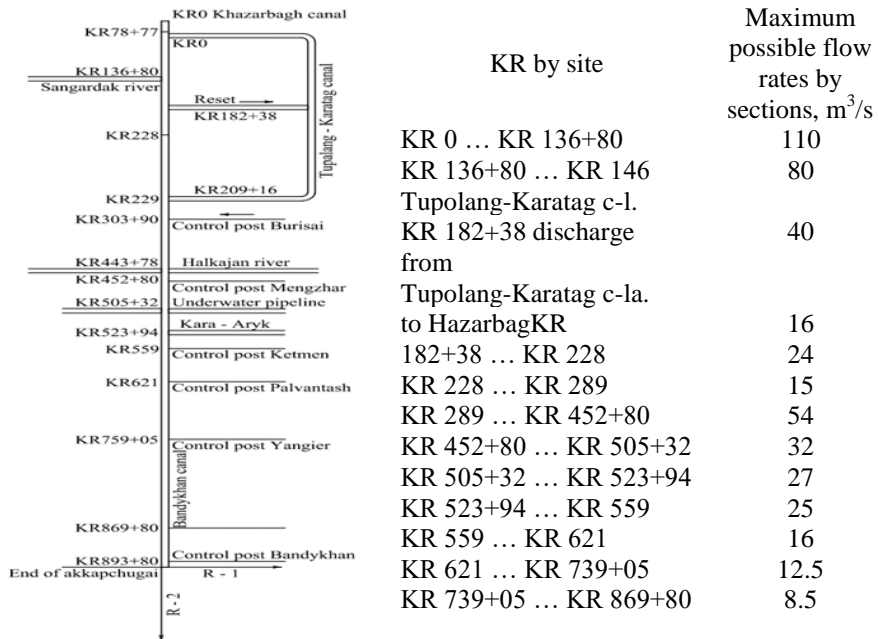 KR0 Khazarbagh canal
KR78+77
KR0
KR136+80
Sangardak river
Reset
KR182+38
Tupalang - Karatag canal
KR228
KR209+16
KR229
KR303+90
Control post Burisai
KR443+78
Halkajan river
KR452+80
Control post Mengzhar
KR505+32
Underwater pipeline
Kara - Aryk
KR523+94
KR559
Control post Ketmen
KR621
Control post Palvantash
KR759+05
Control post Yangier
Bandykhan canal
KR869+80
KR893+80
Control post Bandykhan
End of akkapchugai
R - 1
R - 2
KR by site
Maximum
possible flow
rates by
sections, m³/s
KR 0 … KR 136+80 110
KR 136+80 … KR 146 80
Tupolang-Karatag c-l.
KR 182+38 discharge 40
from
Tupolang-Karatag c-la.
to HazarbagKR 16
182+38 … KR 228 24
KR 228 … KR 289 15
KR 289 … KR 452+80 54
KR 452+80 … KR 505+32 32
KR 505+32 … KR 523+94 27
KR 523+94 … KR 559 25
KR 559 … KR 621 16
KR 621 … KR 739+05 12.5
KR 739+05 … KR 869+80 8.5